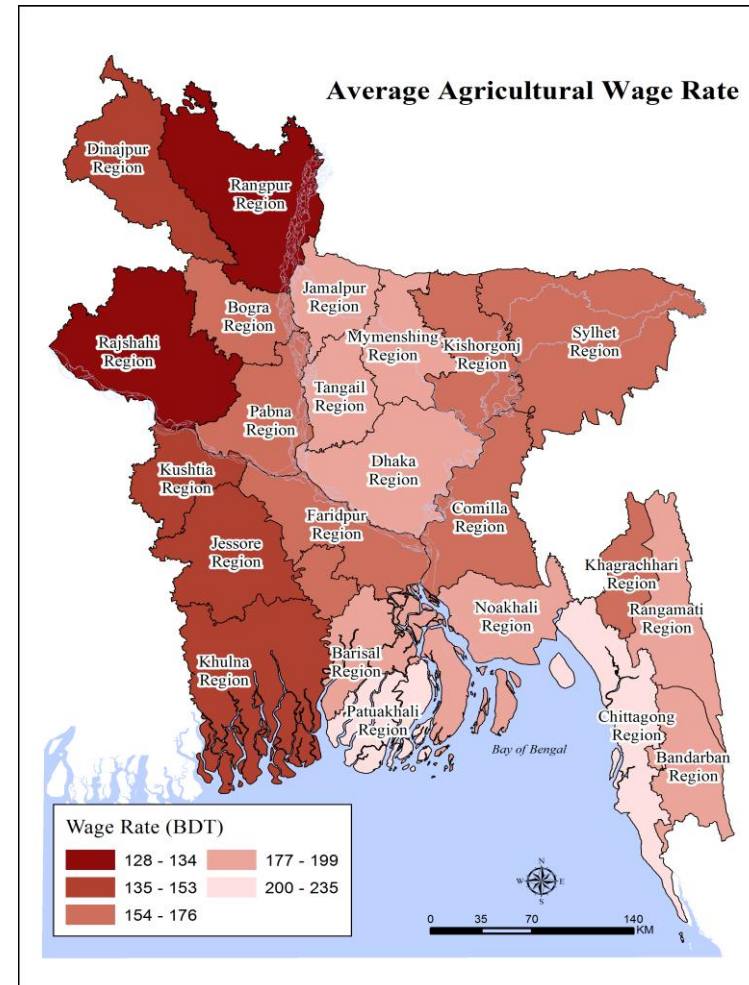 Average Agricultural Wage Rate
Dinajpur
Region
Rangpur
Region
Jamalpur
Region
Bogra
Region
Mymenshing
Region
Kishorgonj
Region
Sylhet
Region
Rajshahi
Region
Tangail
Region
Pabna
Region
Dhaka
Region
Kushtia
Region
Faridpur
Region
Comilla
Region
Jessore
Region
Khagrachhari
Region
Rangamati
Region
Noakhali
Region
Barisal
Region
Khulna
Region
Patuakhali
Region
Chittagong
Region
Bandarban
Region
Bay of Bengal
Wage Rate (BDT)
128 - 134
177 - 199
135 - 153
200 - 235
154 - 176
N
W E
S
0 35 70 140
KM